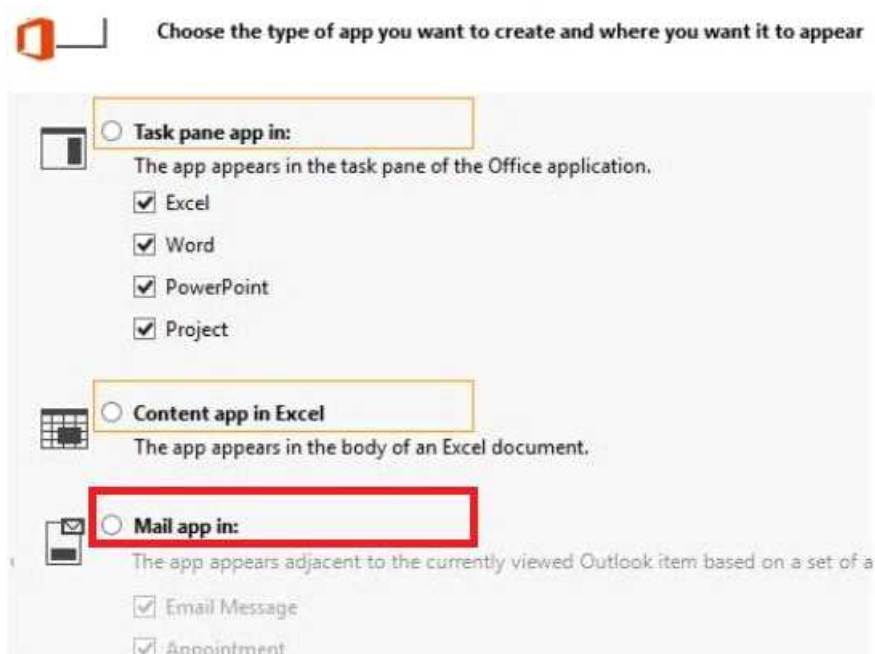 Choose the type of app you want to create and where you want it to appear
Task pane app in:
The app appears in the task pane of the Office application.
Excel
Word
PowerPoint
Project
Content app in Excel
The app appears in the body of an Excel document.
Mail app in:
The app appears adjacent to the currently viewed Outlook item based on a set of a
Email Message
Appointment